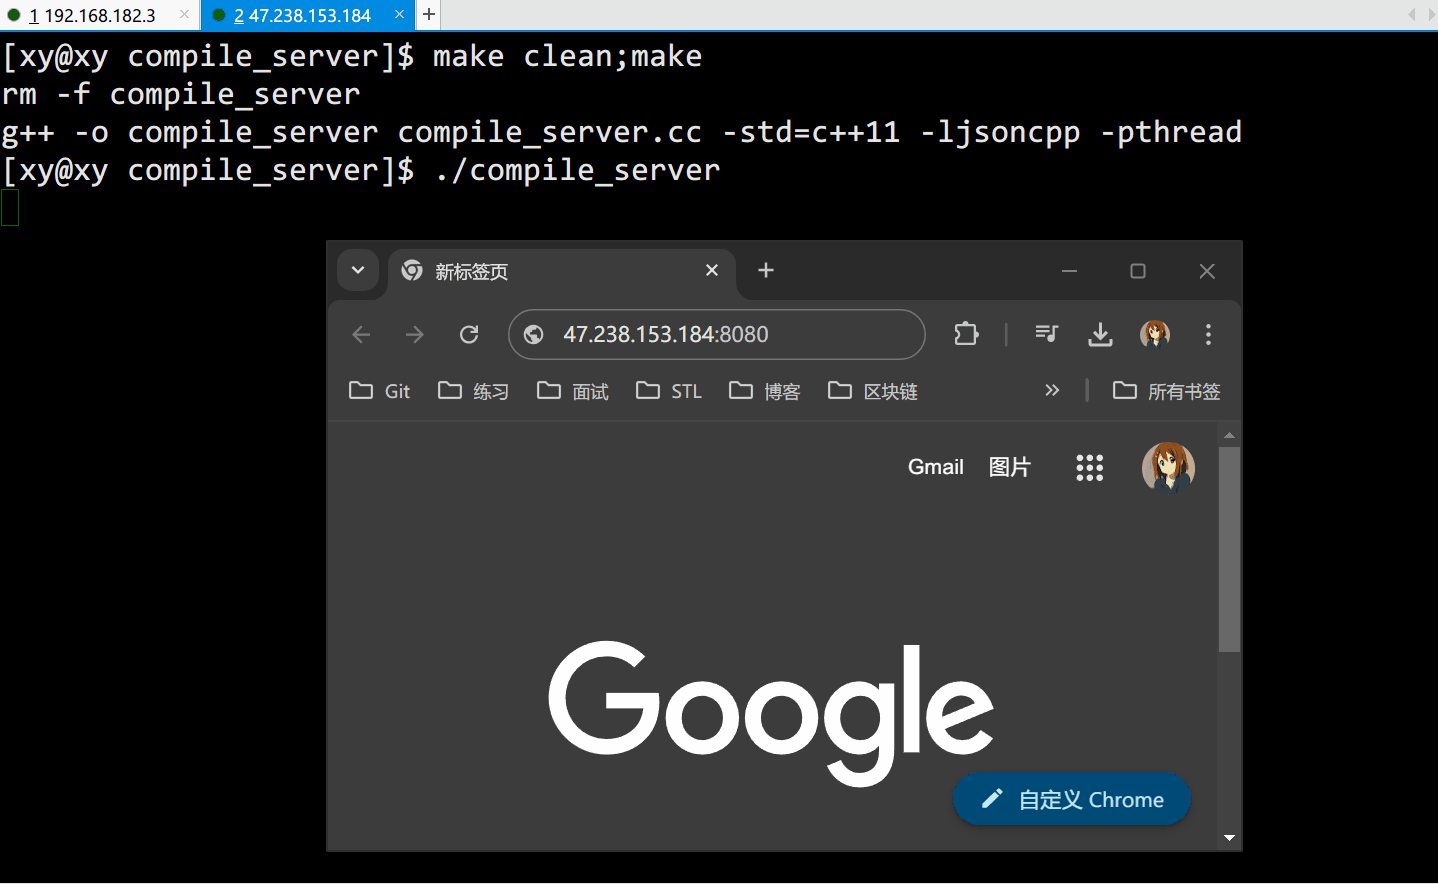 1 192.168.182.3 × 2 47.238.153.184 × +
[xy@xy compile_server]$ make clean;make
rm -f compile_server
g++ -o compile_server compile_server.cc -std=c++11 -ljsoncpp -pthread
[xy@xy compile_server]$ ./compile_server
新标签页
47.238.153.184:8080
Git 练习 面试 STL 博客 区块链 » 所有书签
Gmail 图片
Google
自定义 Chrome